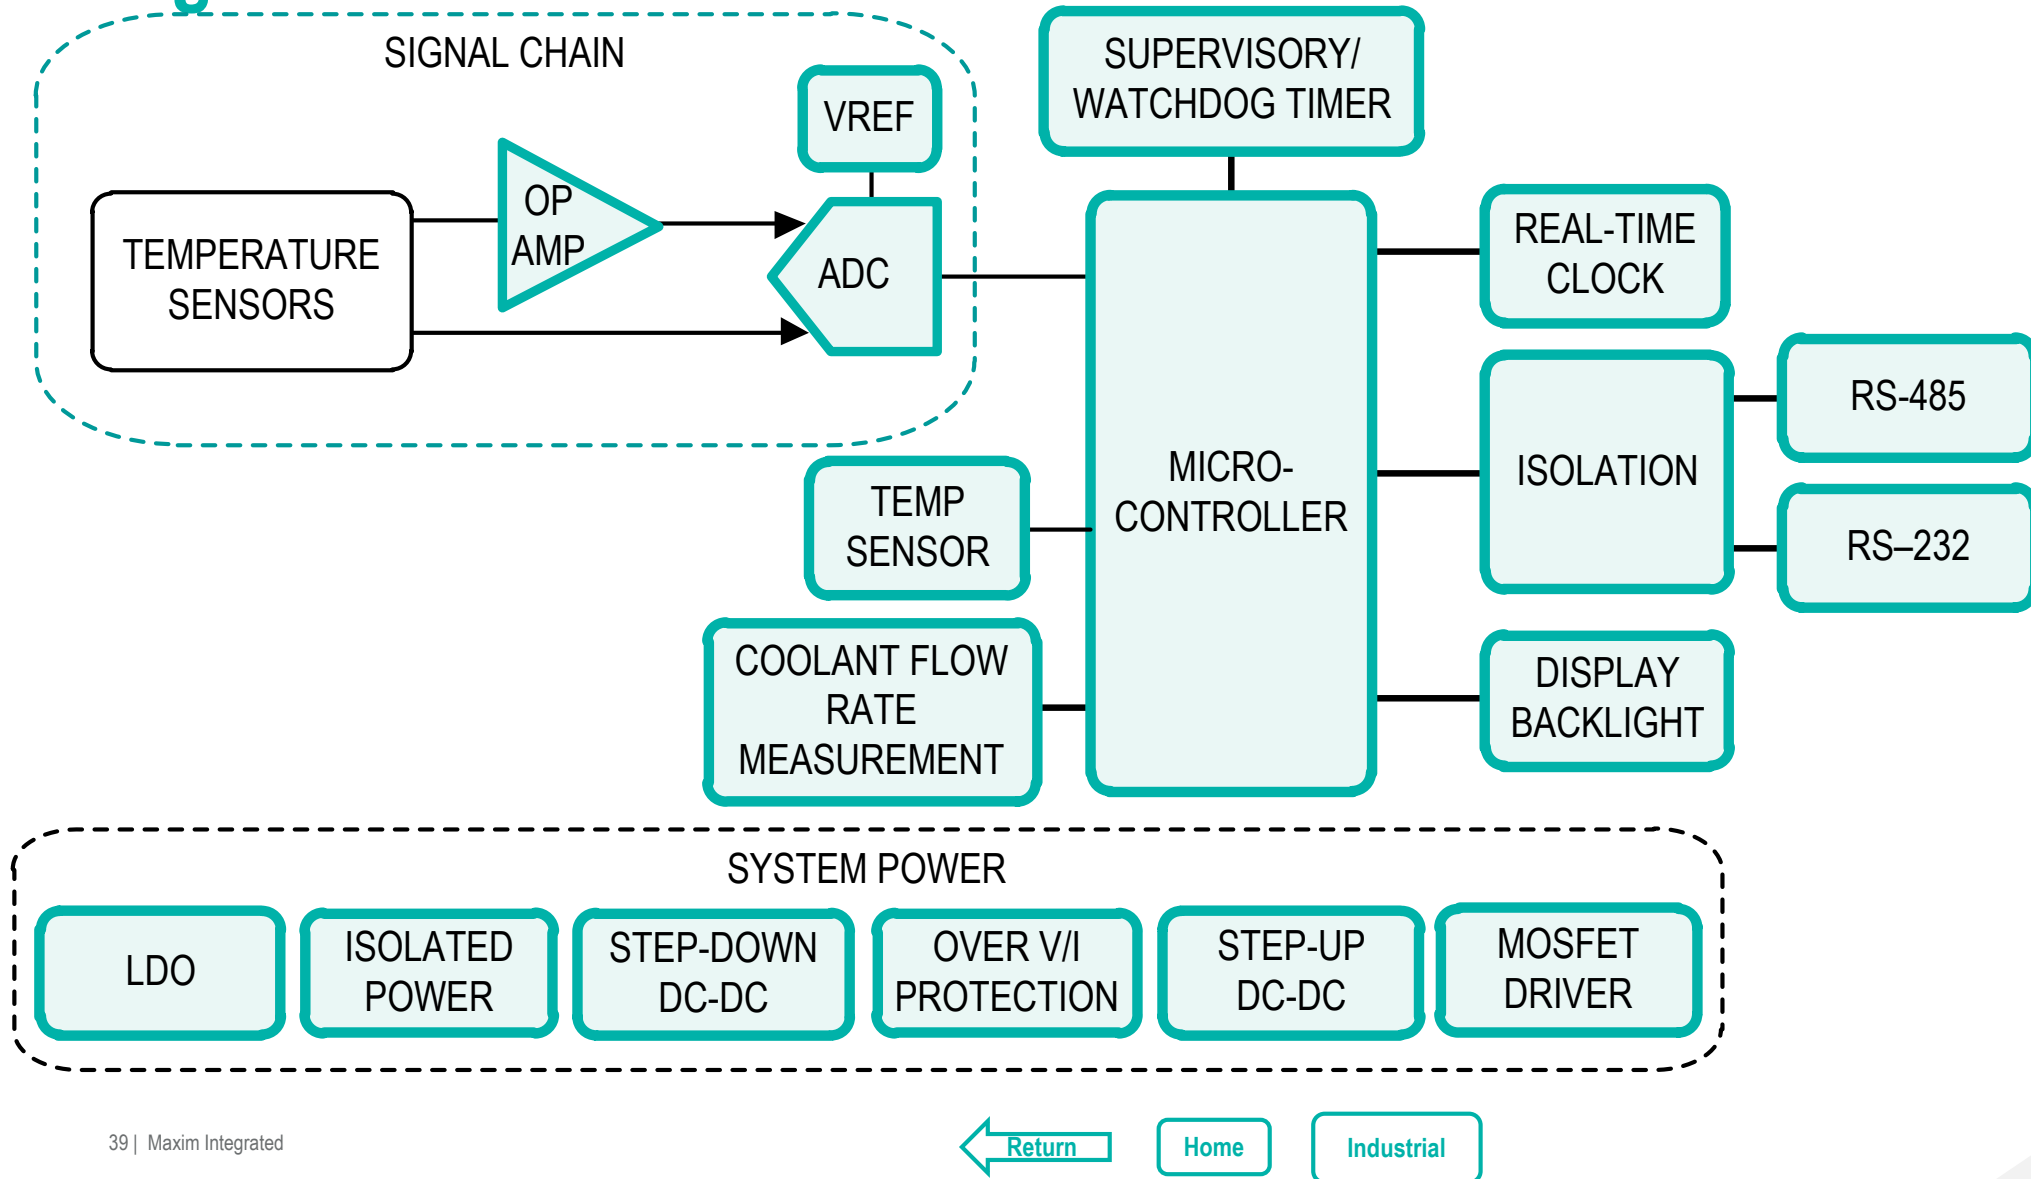 SIGNAL CHAIN
VREF
OP
AMP
TEMPERATURE
SENSORS
ADC
SUPERVISORY/
WATCHDOG TIMER
REAL-TIME
CLOCK
MICRO-
CONTROLLER
ISOLATION
RS-485
RS–232
TEMP
SENSOR
COOLANT FLOW
RATE
MEASUREMENT
DISPLAY
BACKLIGHT
SYSTEM POWER
LDO
ISOLATED
POWER
STEP-DOWN
DC-DC
OVER V/I
PROTECTION
STEP-UP
DC-DC
MOSFET
DRIVER
39 | Maxim Integrated
Return
Home
Industrial